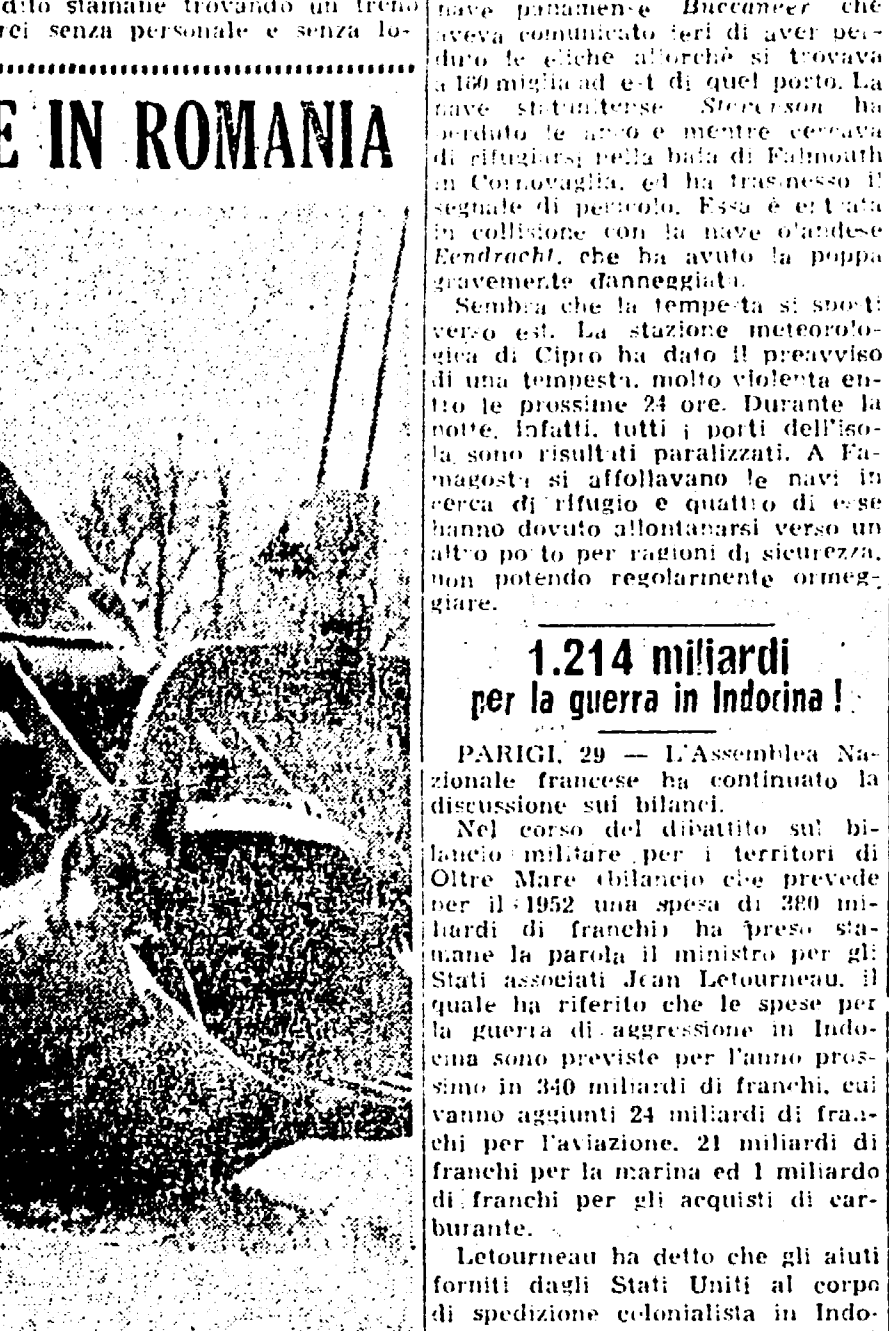 dito stamane trovando un treno
rci senza personale e senza lo-
E IN ROMANIA
nave panamense Buccaneer che
aveva comunicato ieri di aver per-
duto le eliche allorchè si trovava
a 160 miglia ad est di quel porto. La
nave statunitense ha
perduto le mentre cercava
di rifugiarsi nella baia di Falmouth
in Cornovaglia, ed ha trasmesso il
segnale di pericolo. Essa è entrata
in collisione con la nave olandese
Eendracht, che ha avuto la poppa
gravemente danneggiata.
Sembra che la tempesta si sposti
verso est. La stazione meteorolo-
gica di Cipro ha dato il preavviso
di una tempesta, molto violenta en-
tro le prossime 24 ore. Durante la
notte, infatti, tutti i porti dell'iso-
la sono risultati paralizzati. A Fa-
magosta si affollavano le navi in
cerca di rifugio e quattro di esse
hanno dovuto allontanarsi verso un
altro porto per ragioni di sicurezza,
non potendo regolarmente ormeg-
giare.
1.214 miliardi
per la guerra in Indocina!
PARIGI, 29 — L'Assemblea Na-
zionale francese ha continuato la
discussione sui bilanci.
Nel corso del dibattito sul bi-
lancio militare per i territori di
Oltre Mare (bilancio che prevede
per il 1952 una spesa di 380 mi-
liardi di franchi) ha preso sta-
mane la parola il ministro per gli
Stati associati Jean Letourneau, il
quale ha riferito che le spese per
la guerra di aggressione in Indo-
cina sono previste per l'anno pros-
simo in 340 miliardi di franchi, cui
vanno aggiunti 24 miliardi di fran-
chi per l'aviazione, 21 miliardi di
franchi per la marina ed 1 miliardo
di franchi per gli acquisti di car-
burante.
Letourneau ha detto che gli aiuti
forniti dagli Stati Uniti al corpo
di spedizione colonialista in Indo-